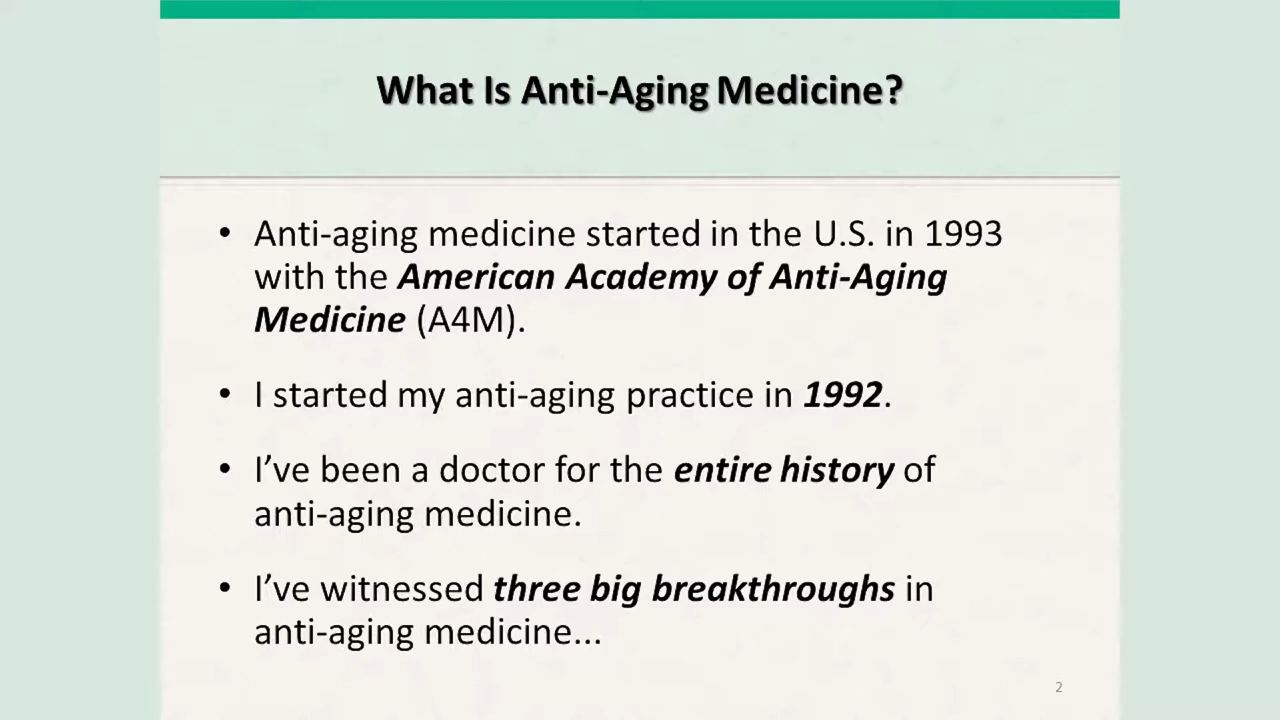 What Is Anti-Aging Medicine?
• Anti-aging medicine started in the U.S. in 1993
with the American Academy of Anti-Aging
Medicine (A4M).
• I started my anti-aging practice in 1992.
• I’ve been a doctor for the entire history of
anti-aging medicine.
• I’ve witnessed three big breakthroughs in
anti-aging medicine...
2